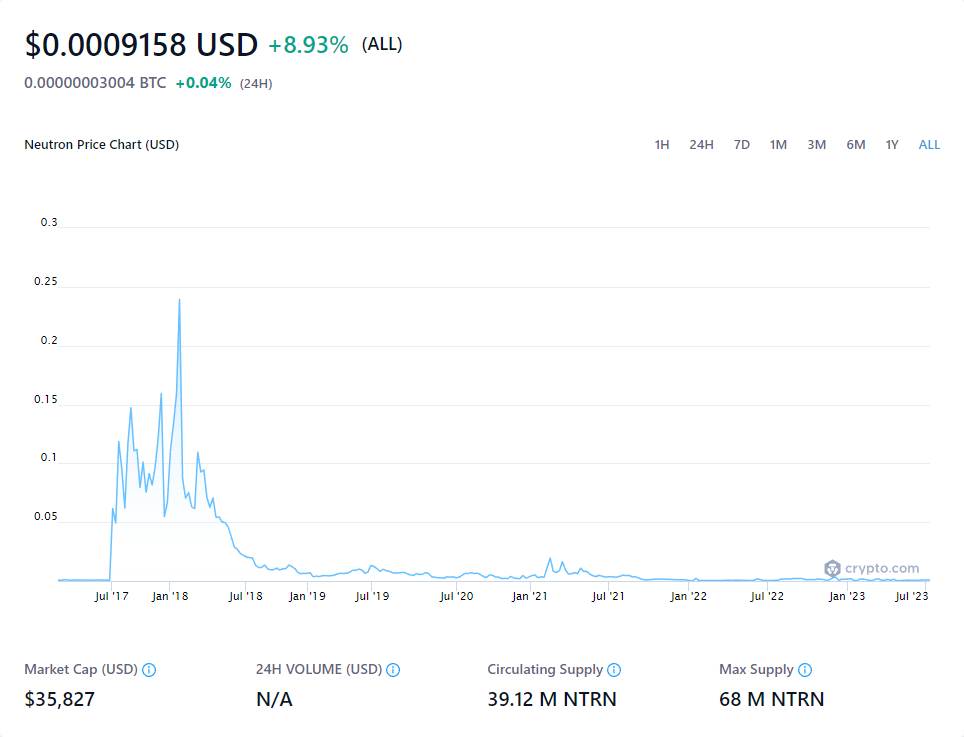 $0.0009158 USD +8.93% (ALL)
0.00000003004 BTC +0.04% (24H)
Neutron Price Chart (USD) 1H 24H 7D 1M 3M 6M 1Y ALL
0.3
0.25
0.2
0.15
0.1
0.05
crypto.com
Jul '17 Jan '18 Jul '18 Jan '19 Jul '19 Jul '20 Jan '21 Jul '21 Jan '22 Jul '22 Jan '23 Jul '23
Market Cap (USD) 24H VOLUME (USD) Circulating Supply Max Supply
$35,827 N/A 39.12 M NTRN 68 M NTRN